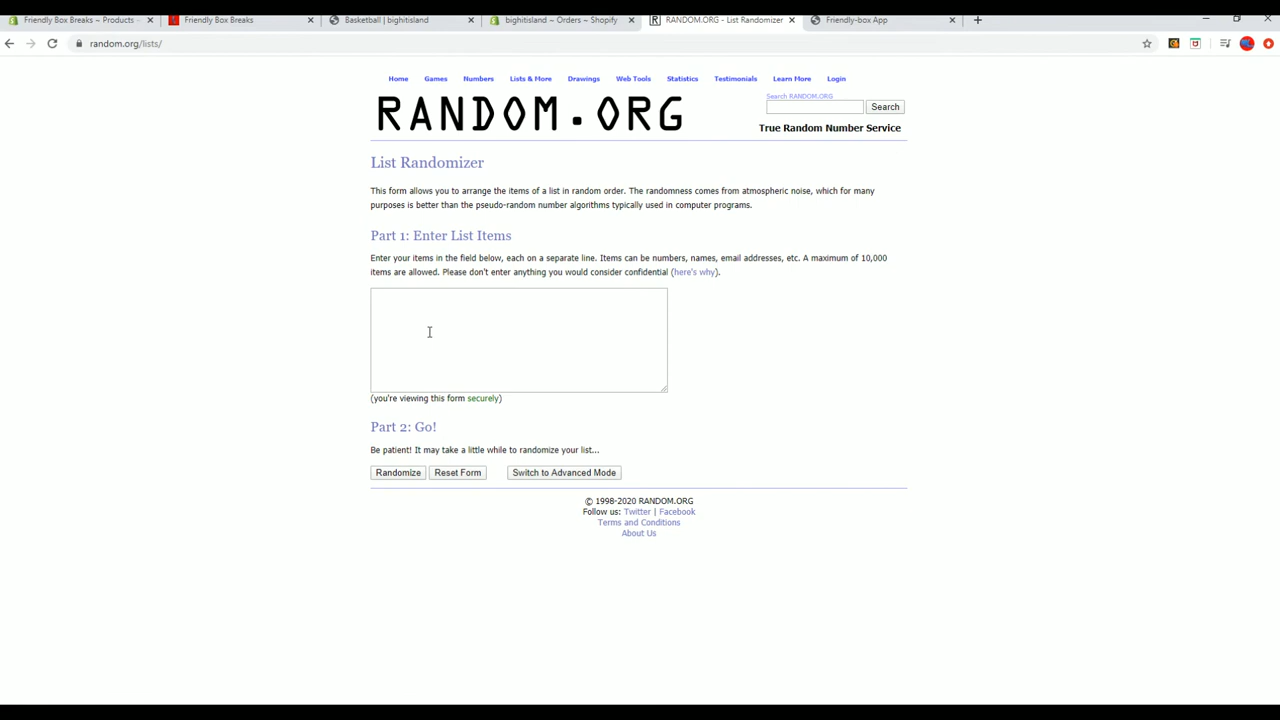 Friendly Box Breaks ~ Products
Friendly Box Breaks
Basketball | bighitisland
bighitisland ~ Orders ~ Shopify
RANDOM.ORG - List Randomizer
Friendly-box App
random.org/lists/
Home Games Numbers Lists & More Drawings Web Tools Statistics Testimonials Learn More Login
RANDOM.ORG
Search RANDOM.ORG
Search
True Random Number Service
List Randomizer
This form allows you to arrange the items of a list in random order. The randomness comes from atmospheric noise, which for many
purposes is better than the pseudo-random number algorithms typically used in computer programs.
Part 1: Enter List Items
Enter your items in the field below, each on a separate line. Items can be numbers, names, email addresses, etc. A maximum of 10,000
items are allowed. Please don't enter anything you would consider confidential (here's why).
(you're viewing this form securely)
Part 2: Go!
Be patient! It may take a little while to randomize your list...
Randomize Reset Form Switch to Advanced Mode
© 1998-2020 RANDOM.ORG
Follow us: Twitter | Facebook
Terms and Conditions
About Us